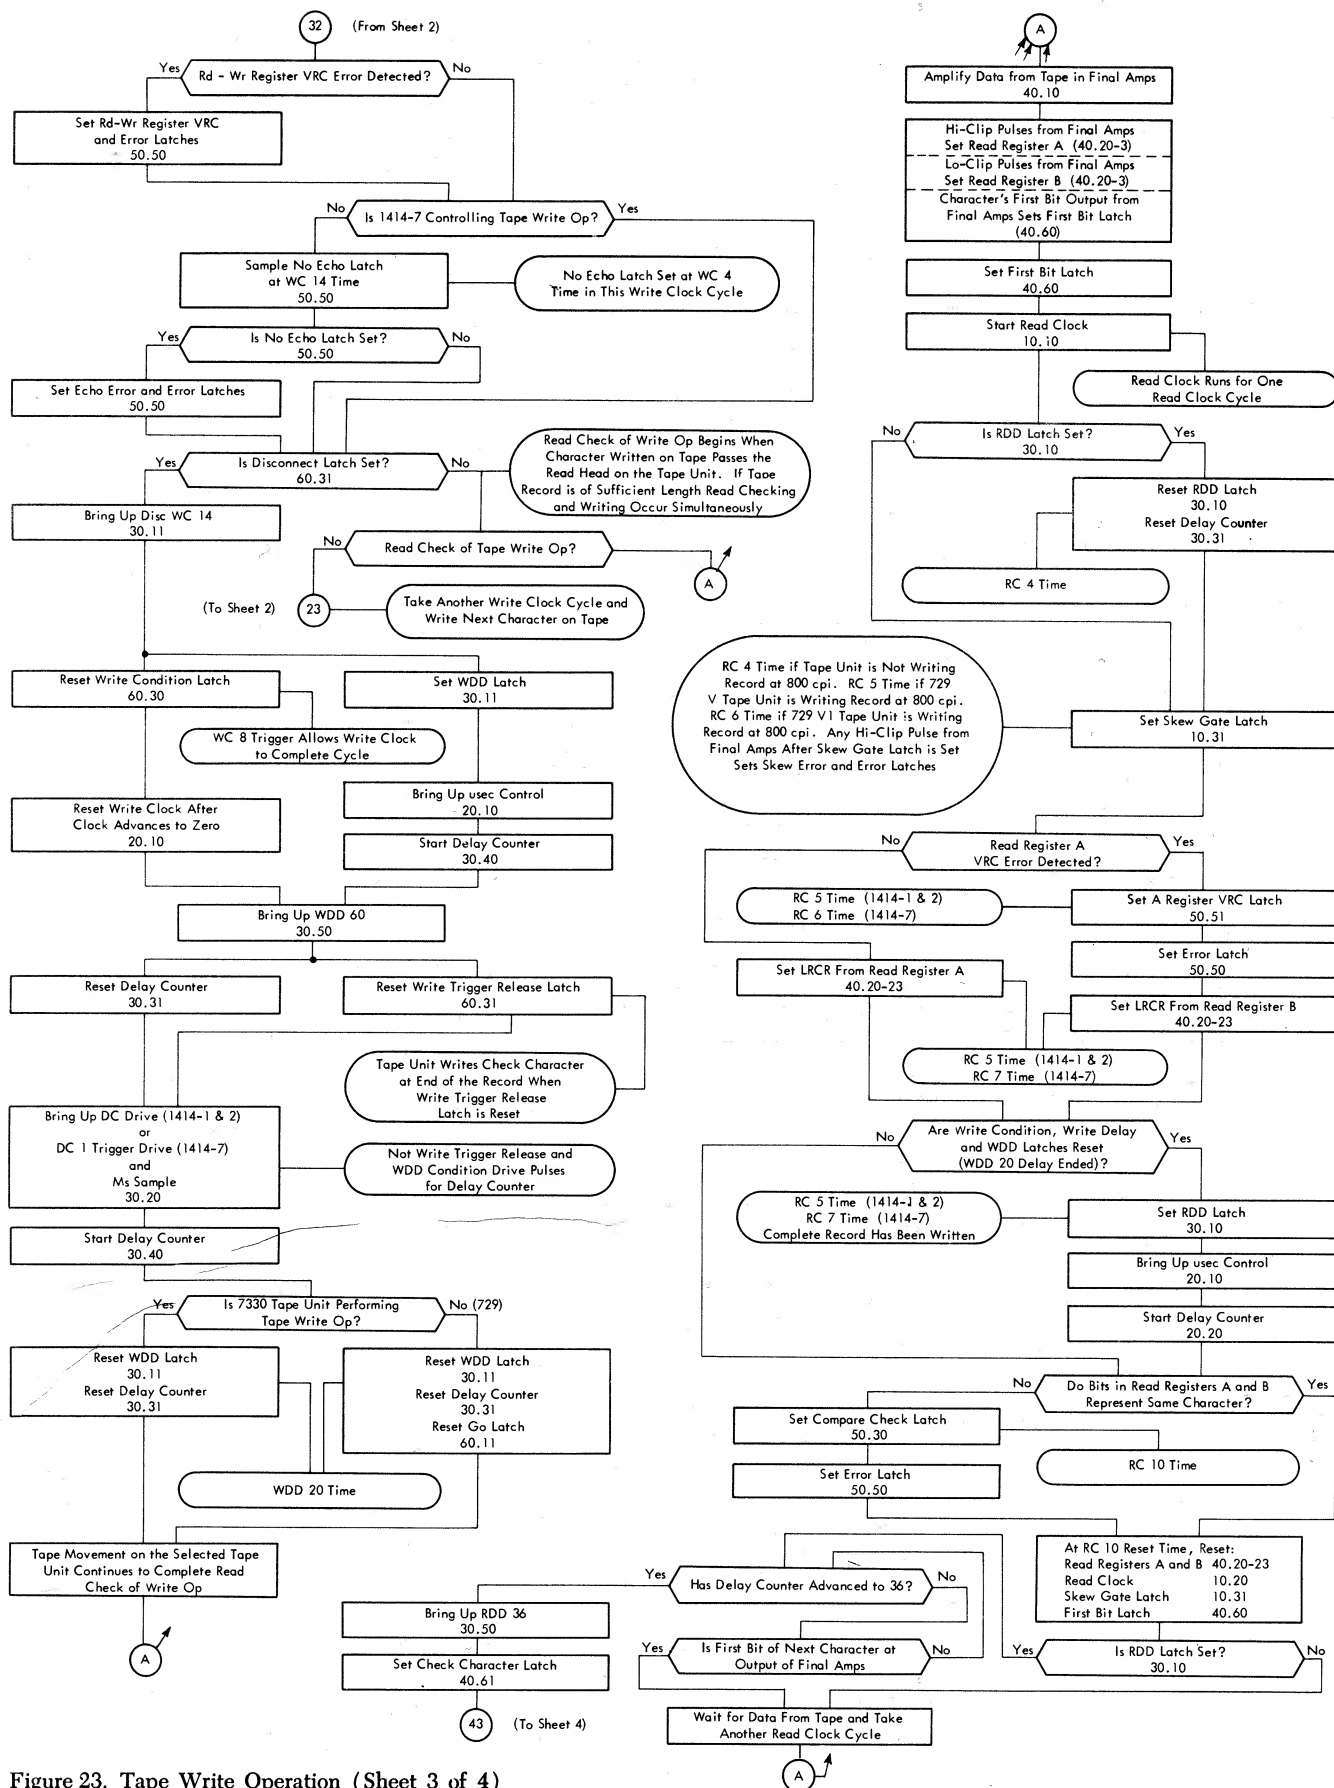 32 (From Sheet 2)
Yes
Rd - Wr Register VRC Error Detected?
No
Set Rd-Wr Register VRC
and Error Latches
50.50
No
Is 1414-7 Controlling Tape Write Op?
Yes
Sample No Echo Latch
at WC 14 Time
50.50
No Echo Latch Set at WC 4
Time in This Write Clock Cycle
Yes
Is No Echo Latch Set?
50.50
No
Set Echo Error and Error Latches
50.50
Yes
Is Disconnect Latch Set?
60.31
No
Read Check of Write Op Begins When
Character Written on Tape Passes the
Read Head on the Tape Unit. If Tape
Record is of Sufficient Length Read Checking
and Writing Occur Simultaneously
Bring Up Disc WC 14
30.11
No
Read Check of Tape Write Op?
A
(To Sheet 2)
23
Take Another Write Clock Cycle and
Write Next Character on Tape
Reset Write Condition Latch
60.30
Set WDD Latch
30.11
WC 8 Trigger Allows Write Clock
to Complete Cycle
Reset Write Clock After
Clock Advances to Zero
20.10
Bring Up usec Control
20.10
Start Delay Counter
30.40
Bring Up WDD 60
30.50
Reset Delay Counter
30.31
Reset Write Trigger Release Latch
60.31
Tape Unit Writes Check Character
at End of the Record When
Write Trigger Release
Latch is Reset
Bring Up DC Drive (1414-1 & 2)
or
DC 1 Trigger Drive (1414-7)
and
Ms Sample
30.20
Not Write Trigger Release and
WDD Condition Drive Pulses
for Delay Counter
Start Delay Counter
30.40
Yes
Is 7330 Tape Unit Performing
Tape Write Op?
No (729)
Reset WDD Latch
30.11
Reset Delay Counter
30.31
Reset WDD Latch
30.11
Reset Delay Counter
30.31
Reset Go Latch
60.11
WDD 20 Time
Tape Movement on the Selected Tape
Unit Continues to Complete Read
Check of Write Op
A
A
Amplify Data from Tape in Final Amps
40.10
Hi-Clip Pulses from Final Amps
Set Read Register A (40.20-3)
Lo-Clip Pulses from Final Amps
Set Read Register B (40.20-3)
Character's First Bit Output from
Final Amps Sets First Bit Latch
(40.60)
Set First Bit Latch
40.60
Start Read Clock
10.10
Read Clock Runs for One
Read Clock Cycle
No
Is RDD Latch Set?
30.10
Yes
Reset RDD Latch
30.10
Reset Delay Counter
30.31
RC 4 Time
RC 4 Time if Tape Unit is Not Writing
Record at 800 cpi. RC 5 Time if 729
V Tape Unit is Writing Record at 800 cpi.
RC 6 Time if 729 V1 Tape Unit is Writing
Record at 800 cpi. Any Hi-Clip Pulse from
Final Amps After Skew Gate Latch is Set
Sets Skew Error and Error Latches
Set Skew Gate Latch
10.31
No
Read Register A
VRC Error Detected?
Yes
RC 5 Time (1414-1 & 2)
RC 6 Time (1414-7)
Set A Register VRC Latch
50.51
Set Error Latch
50.50
Set LRCR From Read Register A
40.20-23
Set LRCR From Read Register B
40.20-23
RC 5 Time (1414-1 & 2)
RC 7 Time (1414-7)
No
Are Write Condition, Write Delay
and WDD Latches Reset
(WDD 20 Delay Ended)?
Yes
RC 5 Time (1414-1 & 2)
RC 7 Time (1414-7)
Complete Record Has Been Written
Set RDD Latch
30.10
Bring Up usec Control
20.10
Start Delay Counter
20.20
No
Do Bits in Read Registers A and B
Represent Same Character?
Yes
Set Compare Check Latch
50.30
RC 10 Time
Set Error Latch
50.50
At RC 10 Reset Time, Reset:
Read Registers A and B 40.20-23
Read Clock 10.20
Skew Gate Latch 10.31
First Bit Latch 40.60
Yes
Has Delay Counter Advanced to 36?
No
Bring Up RDD 36
30.50
Set Check Character Latch
40.61
43 (To Sheet 4)
Yes
Is First Bit of Next Character at
Output of Final Amps
No
Yes
Is RDD Latch Set?
30.10
No
Wait for Data From Tape and Take
Another Read Clock Cycle
A
Figure 23. Tape Write Operation (Sheet 3 of 4)